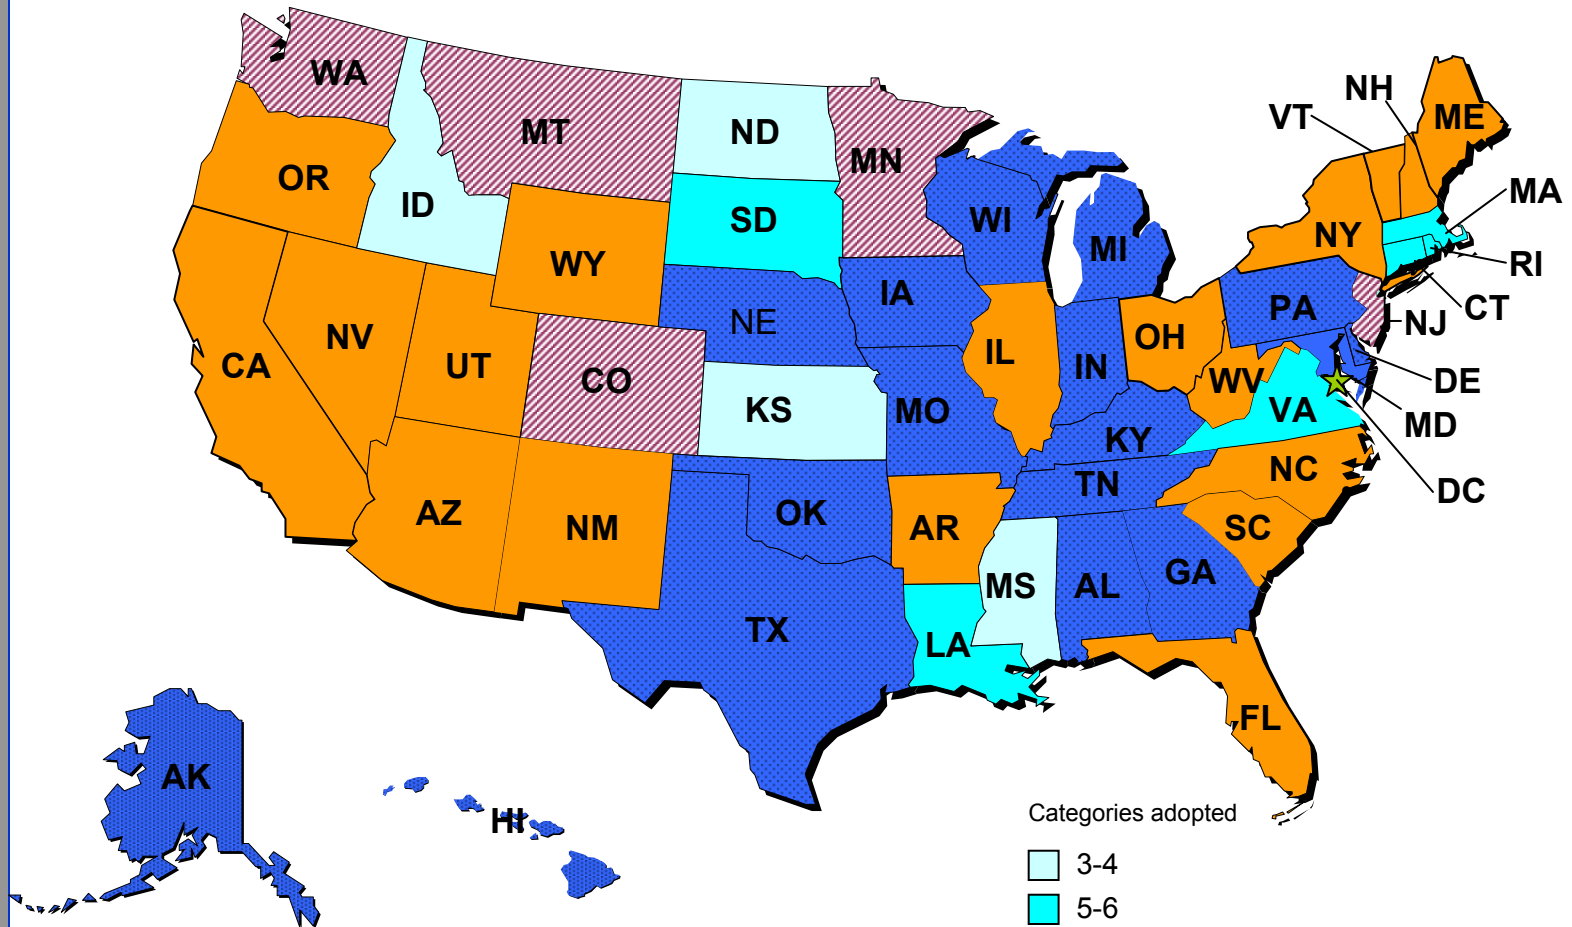 WA
MT
ND
MN
NH
VT
ME
OR
ID
SD
WI
MI
MA
NY
RI
WY
CT
NJ
IA
PA
NE
CA
NV
UT
CO
IL
IN
OH
WV
DE
KS
MO
VA
MD
KY
NC
DC
TN
AZ
NM
OK
AR
SC
MS
AL
GA
TX
LA
FL
AK
HI
Categories adopted
3-4
5-6